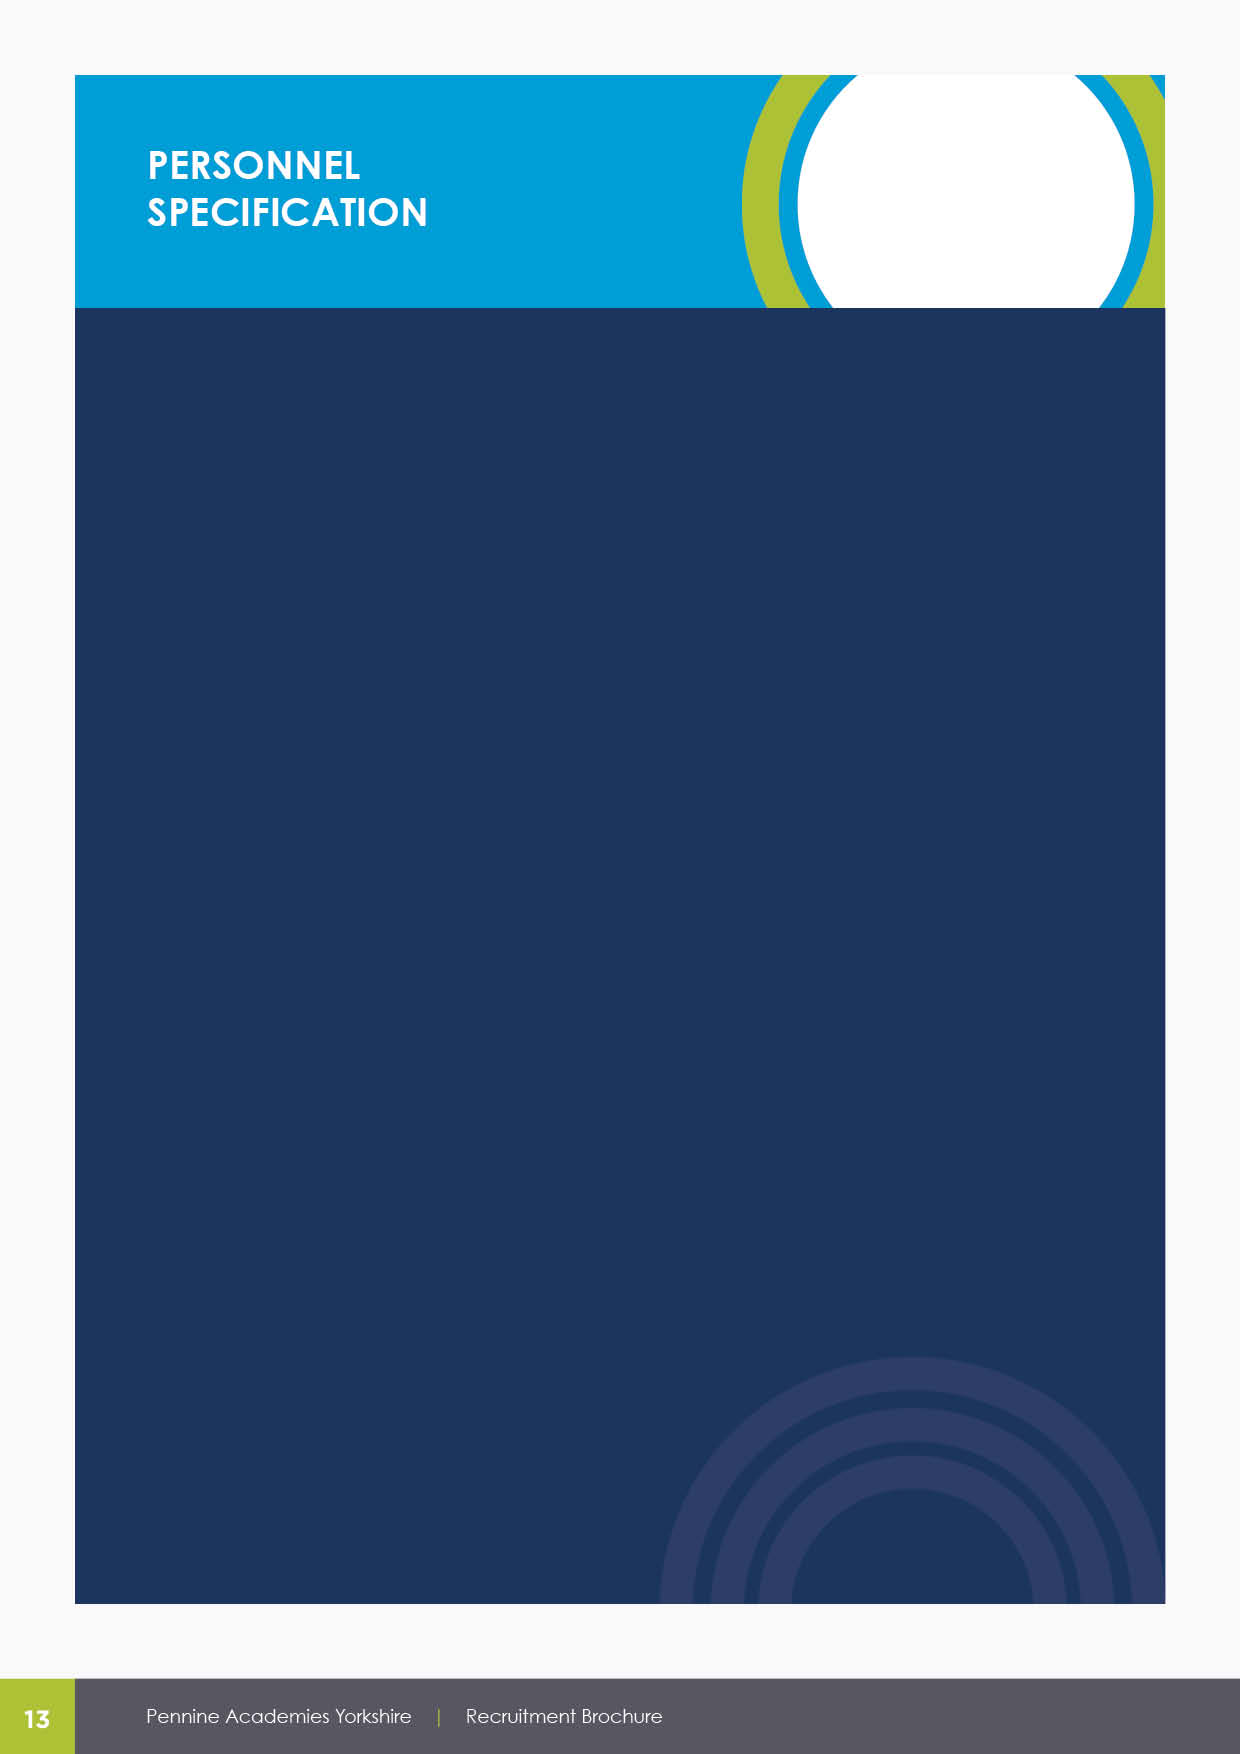 PERSONNEL
SPECIFICATION
13 Pennine Academies Yorkshire | Recruitment Brochure